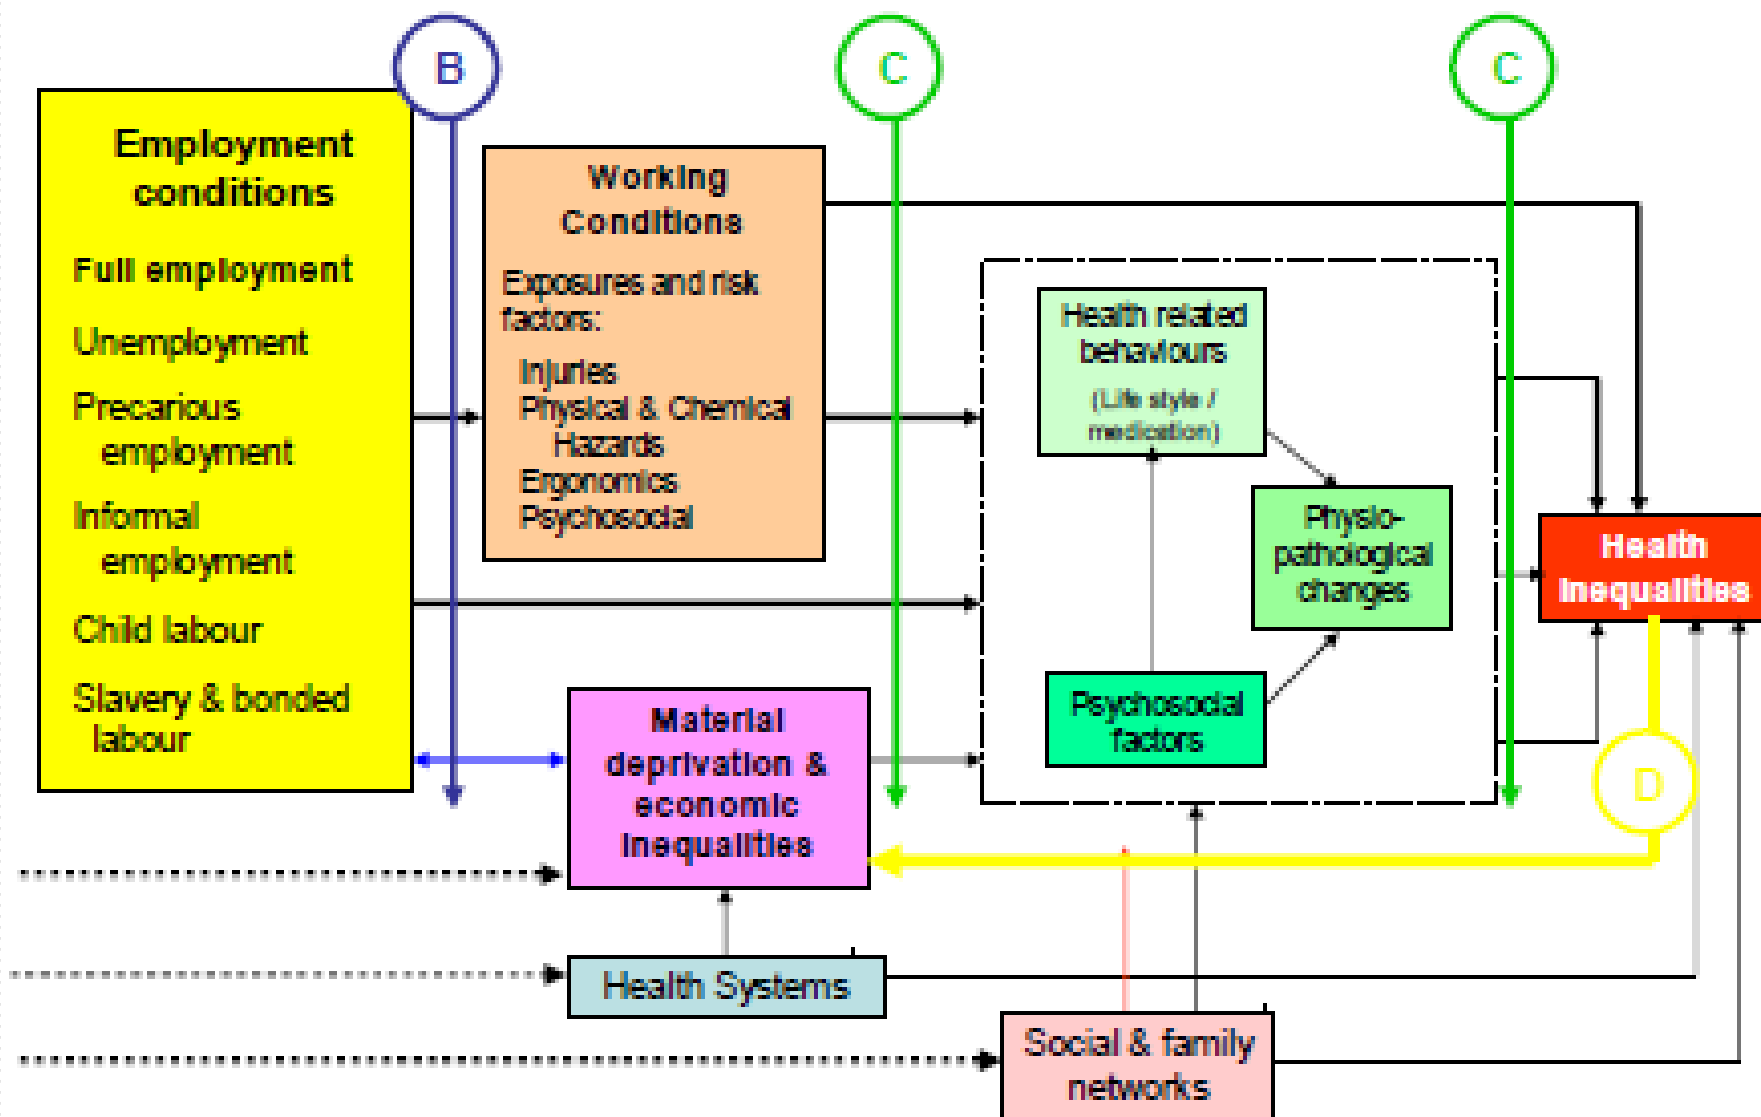 B
C
C
Employment
conditions
Full employment
Unemployment
Precarious
employment
Informal
employment
Child labour
Slavery & bonded
labour
Working
Conditions
Exposures and risk
factors:
Injuries
Physical & Chemical
Hazards
Ergonomics
Psychosocial
Material
deprivation &
economic
inequalities
Health Systems
Social & family
networks
Health related
behaviours
(Life style /
medication)
Physio-
pathological
changes
Psychosocial
factors
Health
inequalities
D